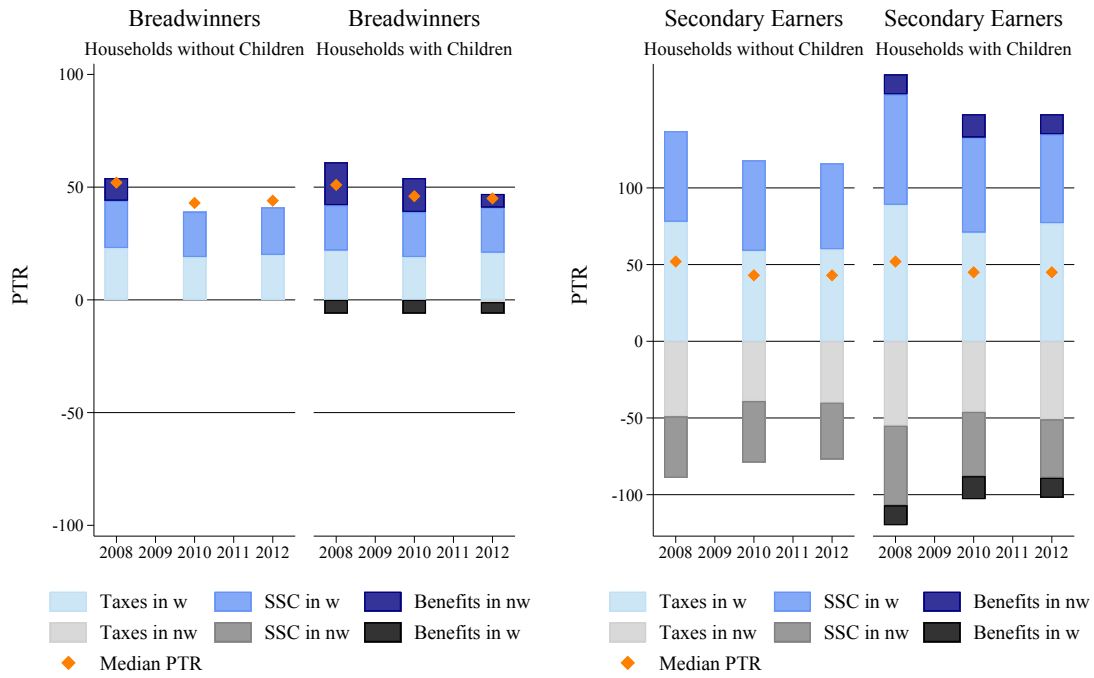 Breadwinners
Households without Children
Breadwinners
Households with Children
PTR
100
50
0
-50
-100
2008 2009 2010 2011 2012
2008 2009 2010 2011 2012
Taxes in w
SSC in w
Benefits in nw
Taxes in nw
SSC in nw
Benefits in w
Median PTR
Secondary Earners
Households without Children
Secondary Earners
Households with Children
PTR
100
50
0
-50
-100
2008 2009 2010 2011 2012
2008 2009 2010 2011 2012
Taxes in w
SSC in w
Benefits in nw
Taxes in nw
SSC in nw
Benefits in w
Median PTR